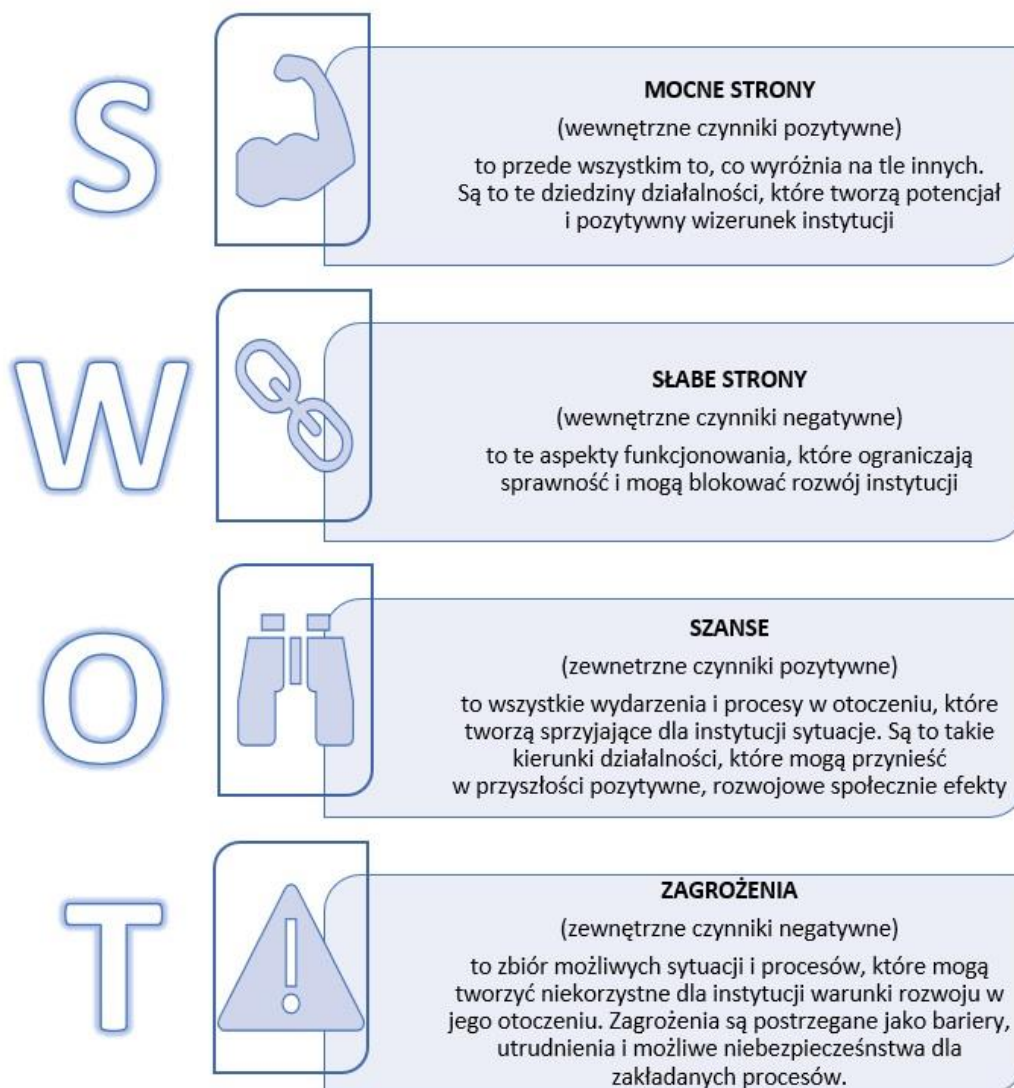 S
MOCNE STRONY
(wewnętrzne czynniki pozytywne)
to przede wszystkim to, co wyróżnia na tle innych.
Są to te dziedziny działalności, które tworzą potencjał
i pozytywny wizerunek instytucji
W
SŁABE STRONY
(wewnętrzne czynniki negatywne)
to te aspekty funkcjonowania, które ograniczają
sprawność i mogą blokować rozwój instytucji
O
SZANSE
(zewnetrzne czynniki pozytywne)
to wszystkie wydarzenia i procesy w otoczeniu, które
tworzą sprzyjające dla instytucji sytuacje. Są to takie
kierunki działalności, które mogą przynieść
w przyszłości pozytywne, rozwojowe społecznie efekty
T
ZAGROŻENIA
(zewnętrzne czynniki negatywne)
to zbiór możliwych sytuacji i procesów, które mogą
tworzyć niekorzystne dla instytucji warunki rozwoju w
jego otoczeniu. Zagrożenia są postrzegane jako bariery,
utrudnienia i możliwe niebezpiecześnstwa dla
zakładanych procesów.